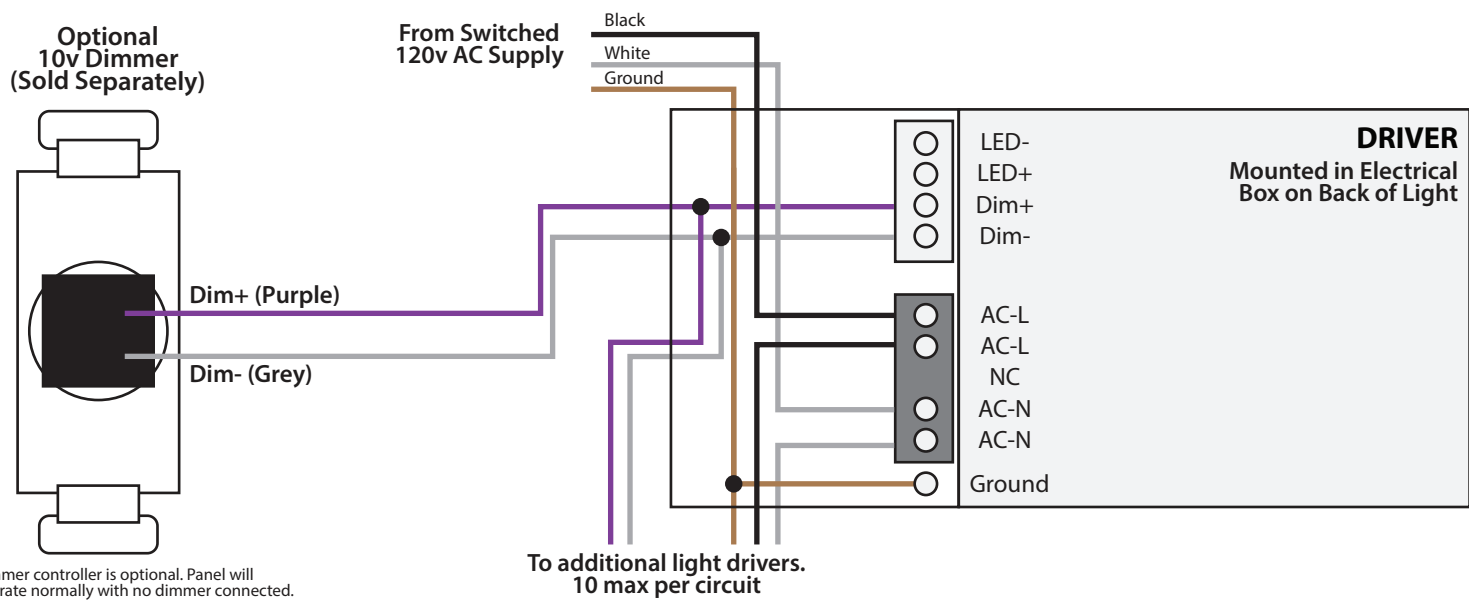 Optional
10v Dimmer
(Sold Separately)
From Switched
120v AC Supply
Black
White
Ground
DRIVER
Mounted in Electrical
Box on Back of Light
LED-
LED+
Dim+
Dim-
AC-L
AC-L
NC
AC-N
AC-N
Ground
Dim+ (Purple)
Dim- (Grey)
To additional light drivers.
10 max per circuit
controller is optional. Panel will
normally with no dimmer connected.